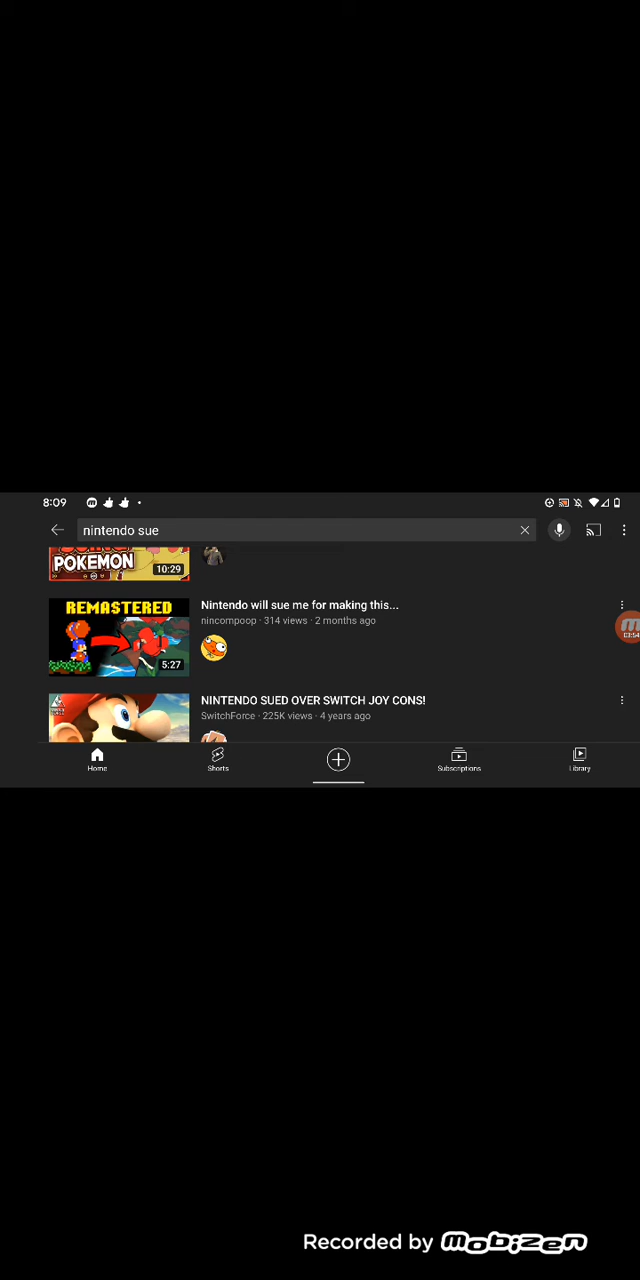 8:09
nintendo sue
POKEMON
10:29
REMASTERED
5:27
Nintendo will sue me for making this...
nincompoop · 314 views · 2 months ago
03:54
NINTENDO SUED OVER SWITCH JOY CONS!
SwitchForce · 225K views · 4 years ago
Home
Shorts
Subscriptions
Library
Recorded by mobizen